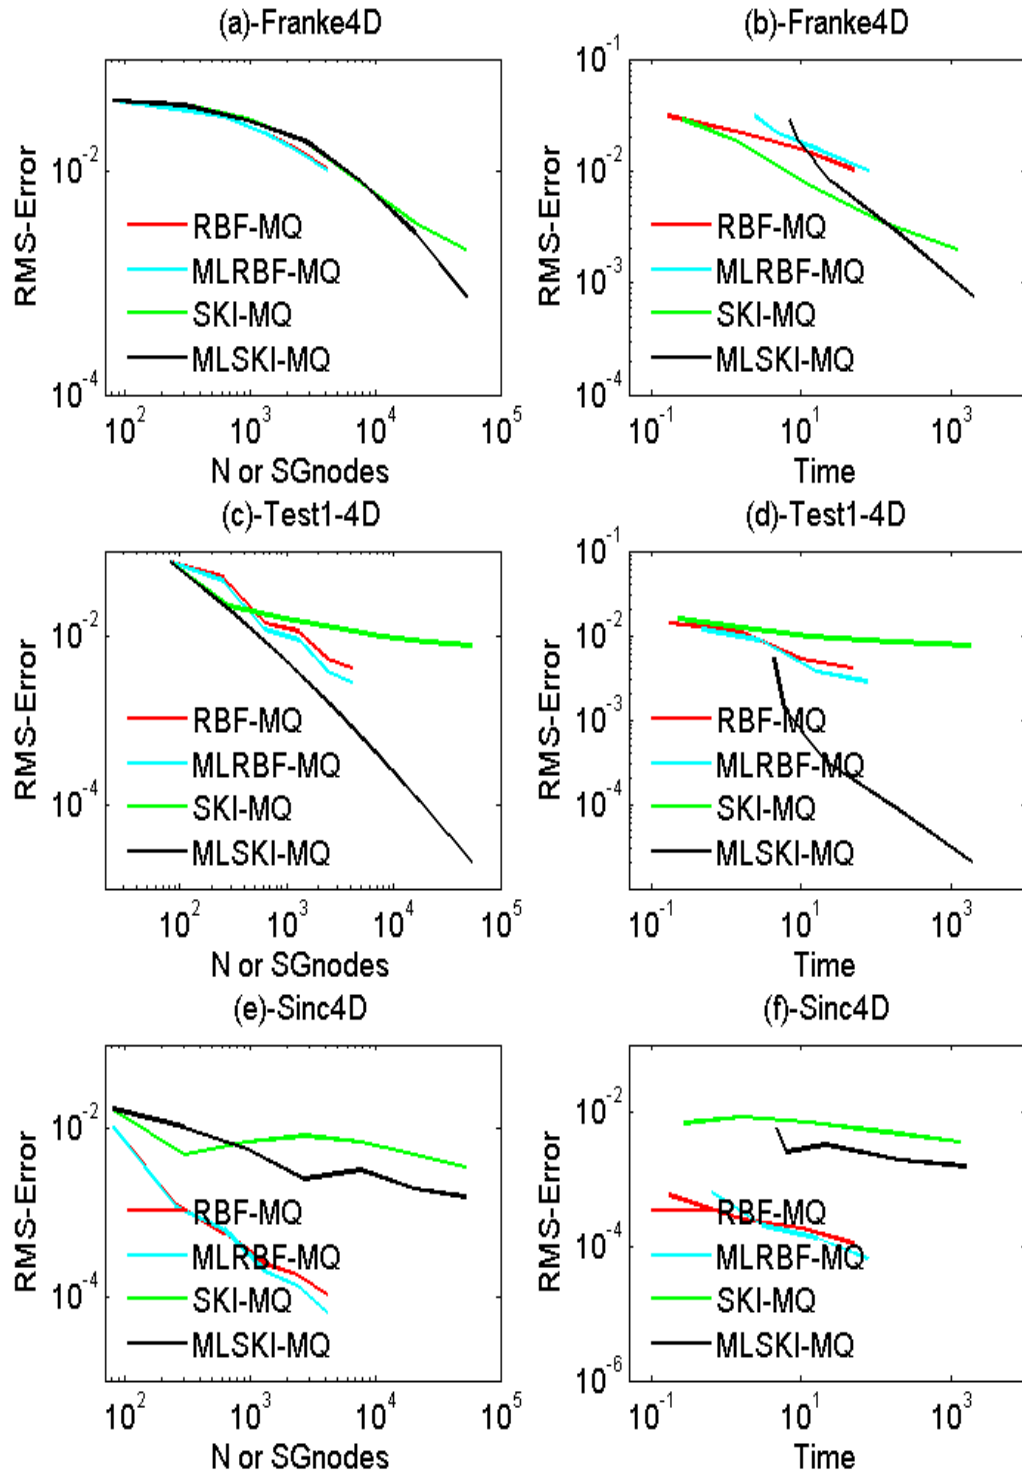 (a)-Franke4D
RMS-Error
10^-2
10^-4
RBF-MQ
MLRBF-MQ
SKI-MQ
MLSKI-MQ
10^2 10^3 10^4 10^5
N or SGnodes
(b)-Franke4D
RMS-Error
10^-1
10^-2
10^-3
10^-4
RBF-MQ
MLRBF-MQ
SKI-MQ
MLSKI-MQ
10^-1 10^1 10^3
Time
(c)-Test1-4D
RMS-Error
10^-2
10^-4
RBF-MQ
MLRBF-MQ
SKI-MQ
MLSKI-MQ
10^2 10^3 10^4 10^5
N or SGnodes
(d)-Test1-4D
RMS-Error
10^-1
10^-2
10^-3
10^-4
RBF-MQ
MLRBF-MQ
SKI-MQ
MLSKI-MQ
10^-1 10^1 10^3
Time
(e)-Sinc4D
RMS-Error
10^-2
10^-4
RBF-MQ
MLRBF-MQ
SKI-MQ
MLSKI-MQ
10^2 10^3 10^4 10^5
N or SGnodes
(f)-Sinc4D
RMS-Error
10^-2
10^-4
10^-6
RBF-MQ
MLRBF-MQ
SKI-MQ
MLSKI-MQ
10^-1 10^1 10^3
Time